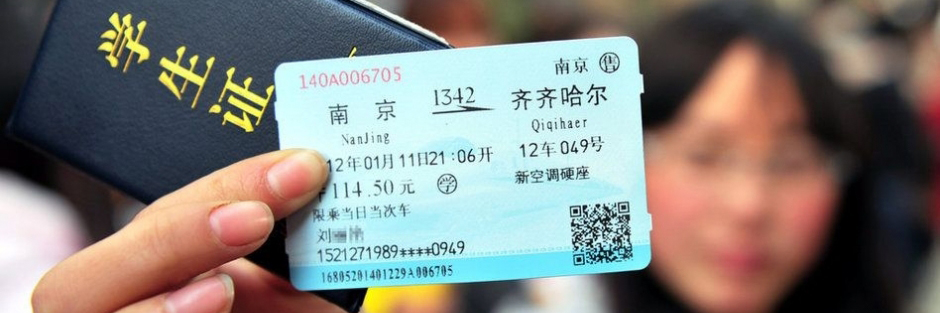 学生证
140A006705
南京 售
南京 1342 齐齐哈尔
NanJing Qiqihaer
12年01月11日21:06开 12车049号
114.50元 学 新空调硬座
限乘当日当次车
刘
1521271989****0949
16805201401229A006705